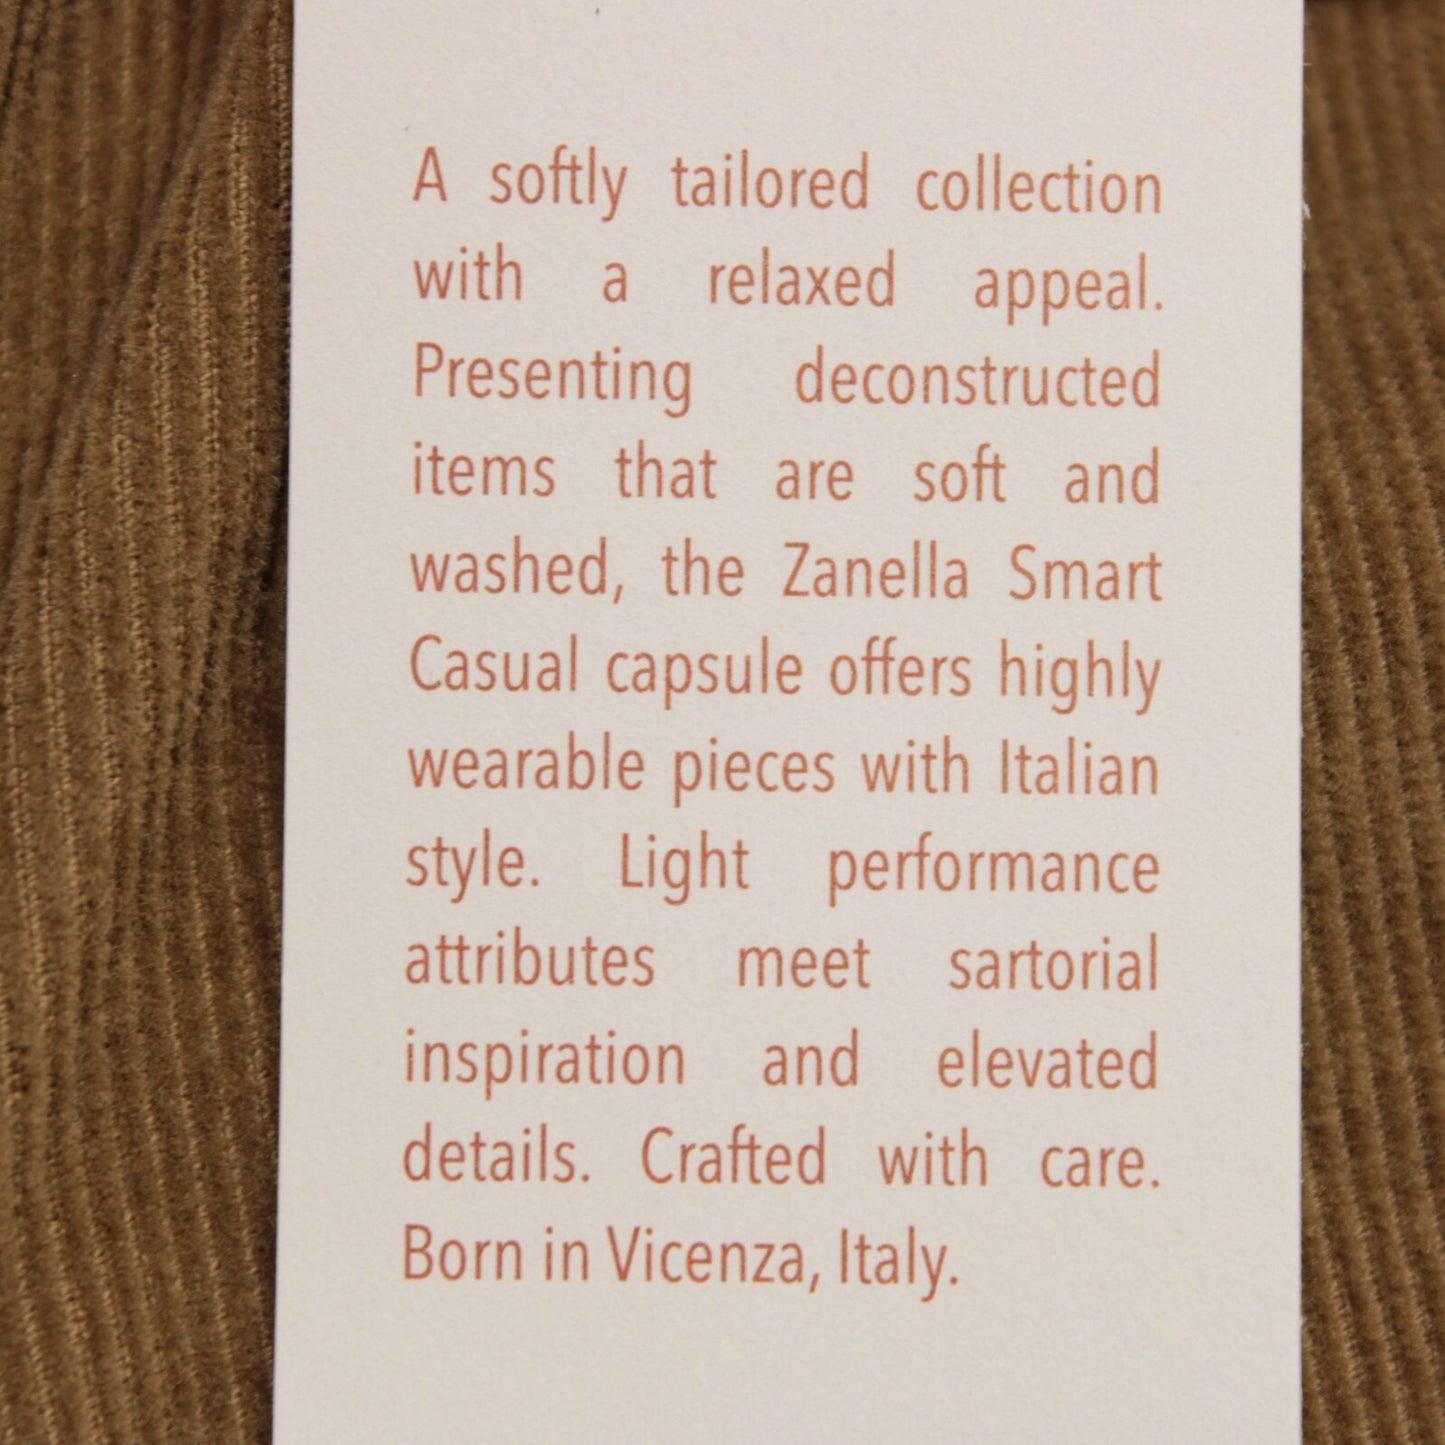 A softly tailored collection
with a relaxed appeal.
Presenting deconstructed
items that are soft and
washed, the Zanella Smart
Casual capsule offers highly
wearable pieces with Italian
style. Light performance
attributes meet sartorial
inspiration and elevated
details. Crafted with care.
Born in Vicenza, Italy.